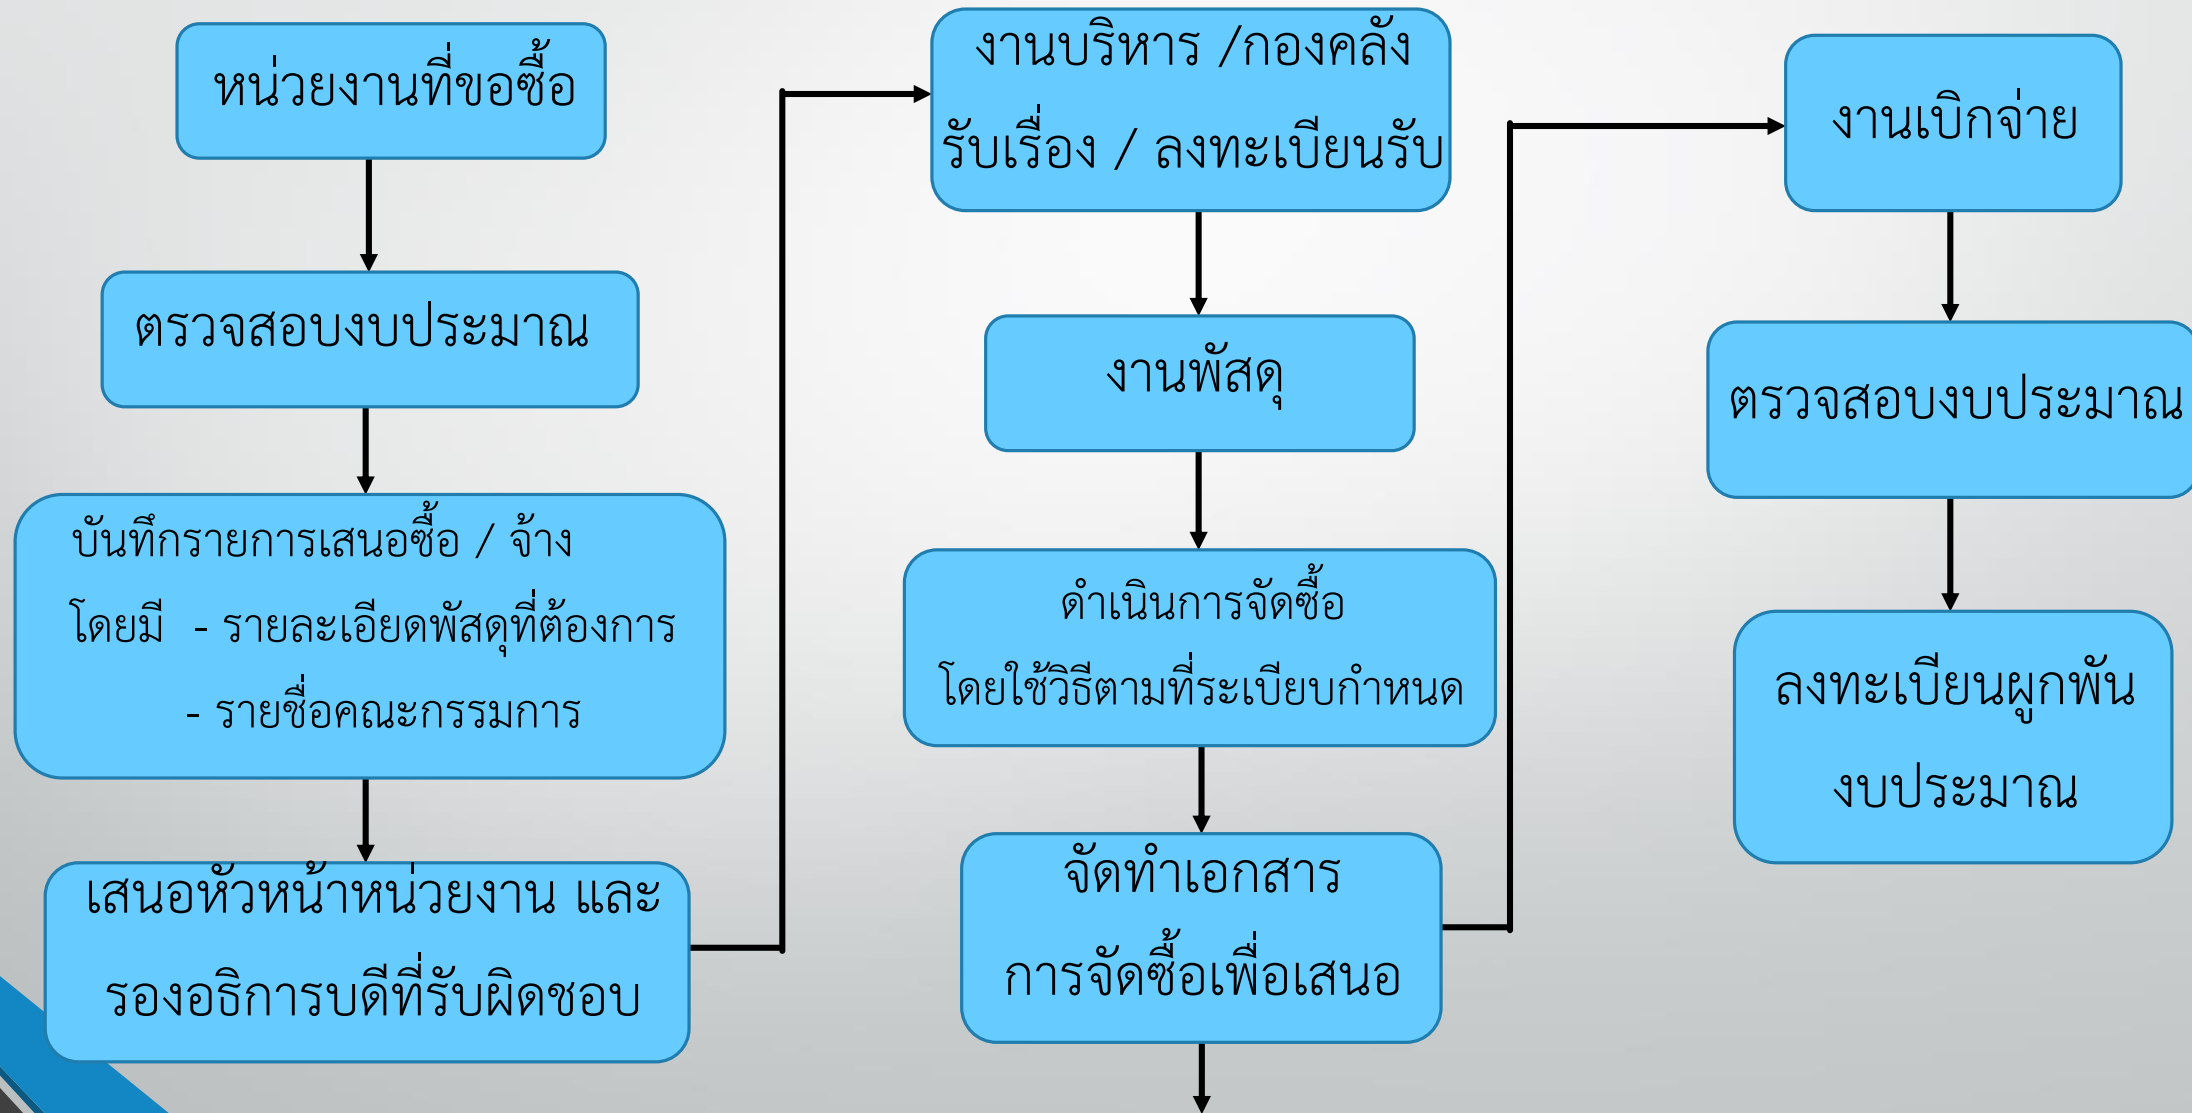 หน่วยงานที่ขอซื้อ
ตรวจสอบงบประมาณ
บันทึกรายการเสนอซื้อ / จ้าง
โดยมี - รายละเอียดพัสดุที่ต้องการ
- รายชื่อคณะกรรมการ
เสนอหัวหน้าหน่วยงาน และ
รองอธิการบดีที่รับผิดชอบ
งานบริหาร /กองคลัง
รับเรื่อง / ลงทะเบียนรับ
งานพัสดุ
ดำเนินการจัดซื้อ
โดยใช้วิธีตามที่ระเบียบกำหนด
จัดทำเอกสาร
การจัดซื้อเพื่อเสนอ
งานเบิกจ่าย
ตรวจสอบงบประมาณ
ลงทะเบียนผูกพัน
งบประมาณ